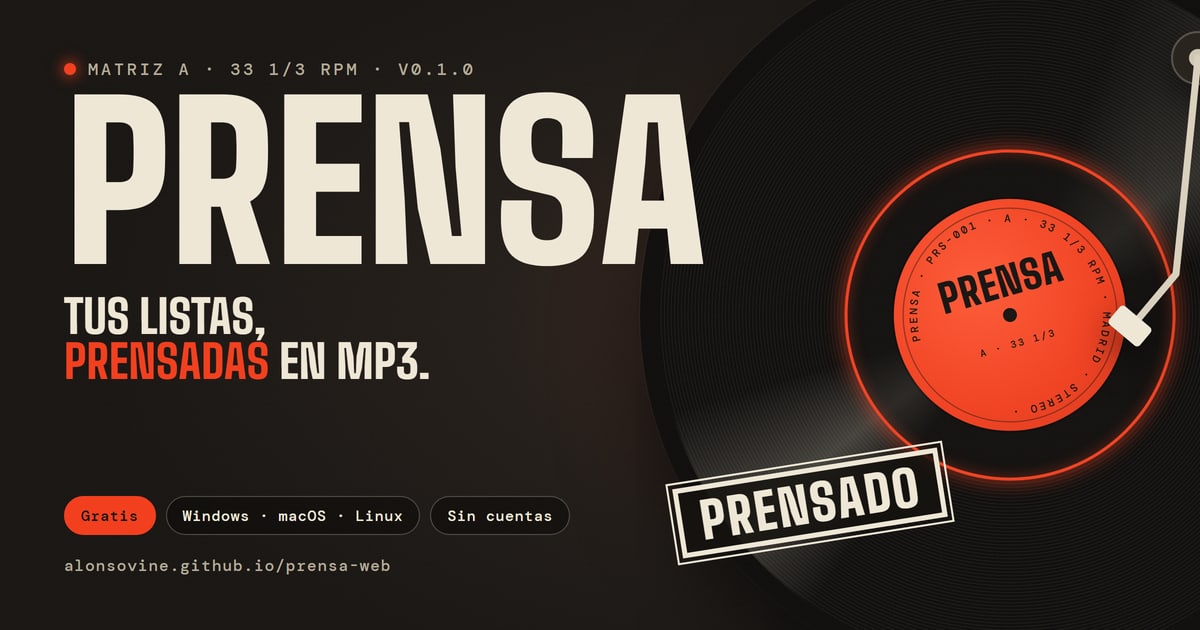 MATRIZ A · 33 1/3 RPM · V0.1.0
PRENSA
TUS LISTAS,
PRENSADAS EN MP3.
Gratis
Windows · macOS · Linux
Sin cuentas
alonsovine.github.io/prensa-web
PRENSA · PRS-001 · A · 33 1/3 RPM · MADRID · STEREO ·
PRENSA
A · 33 1/3
PRENSADO